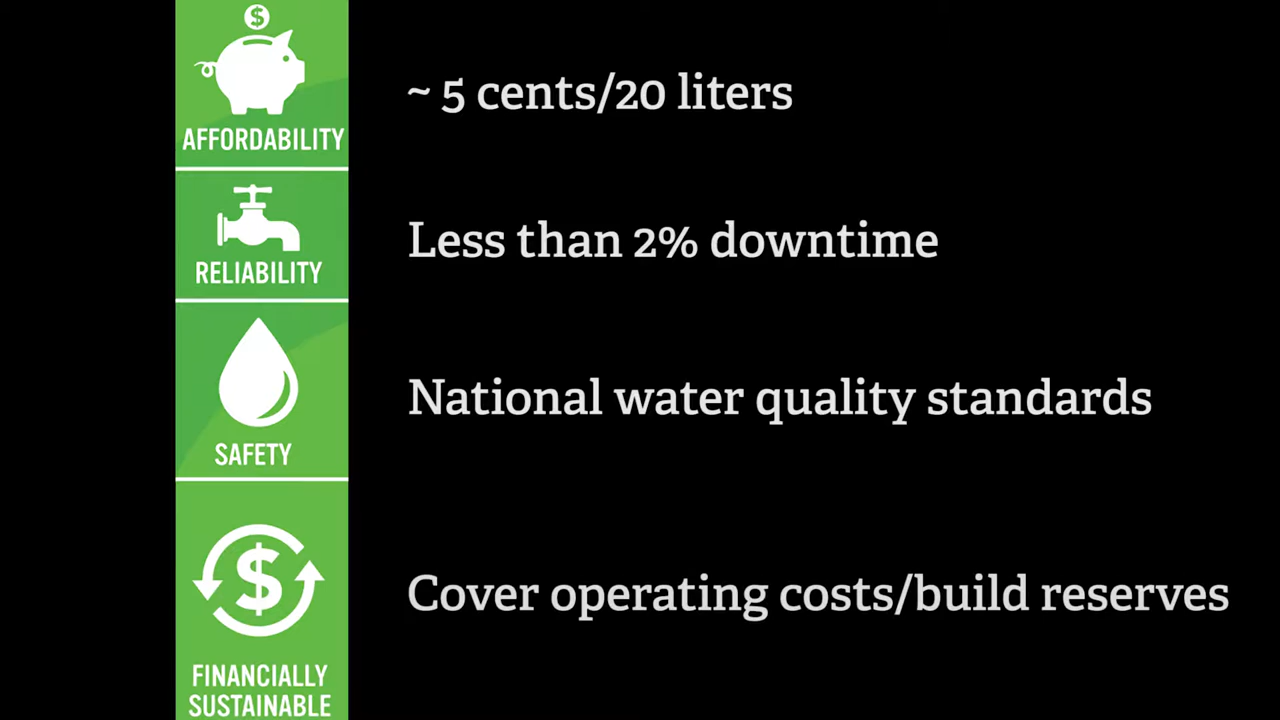 $
AFFORDABILITY
~ 5 cents/20 liters
RELIABILITY
Less than 2% downtime
SAFETY
National water quality standards
$
FINANCIALLY
SUSTAINABLE
Cover operating costs/build reserves